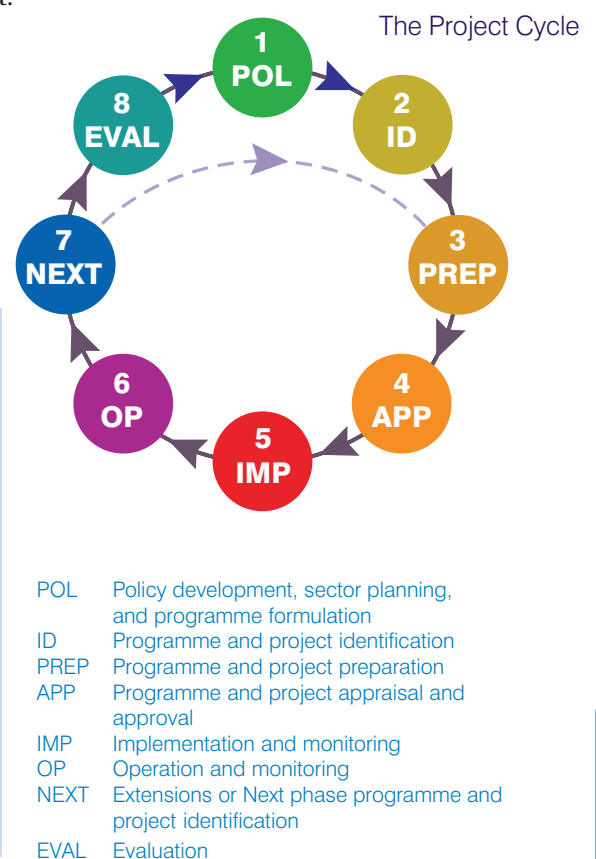 The Project Cycle
1
POL
2
ID
3
PREP
4
APP
5
IMP
6
OP
7
NEXT
8
EVAL
POL Policy development, sector planning,
and programme formulation
ID Programme and project identification
PREP Programme and project preparation
APP Programme and project appraisal and
approval
IMP Implementation and monitoring
OP Operation and monitoring
NEXT Extensions or Next phase programme and
project identification
EVAL Evaluation